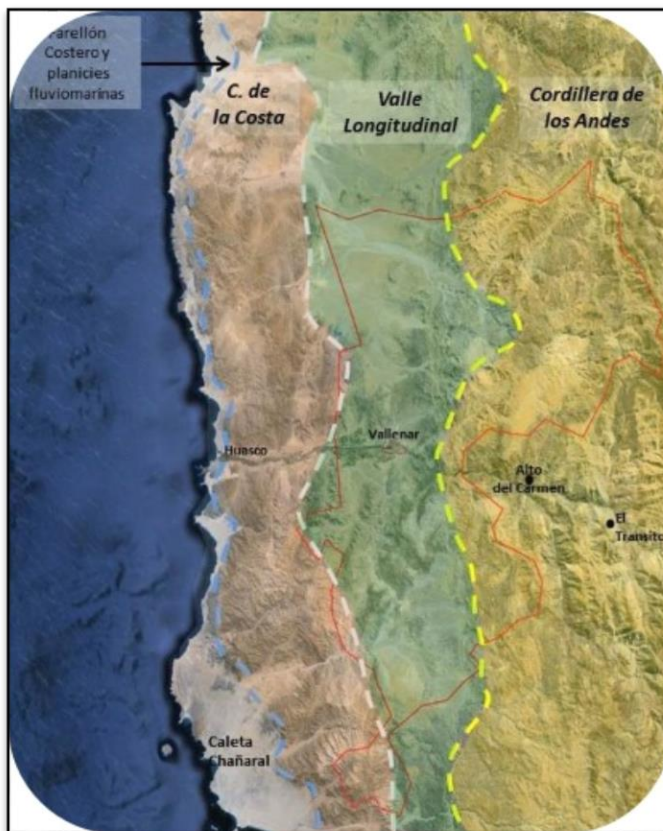 Farellón
Costero y
planicies
fluviomarinas
C. de
la Costa
Valle
Longitudinal
Cordillera de
los Andes
Huasco
Vallenar
Alto
del Carmen
El
Transito
Caleta
Chañaral